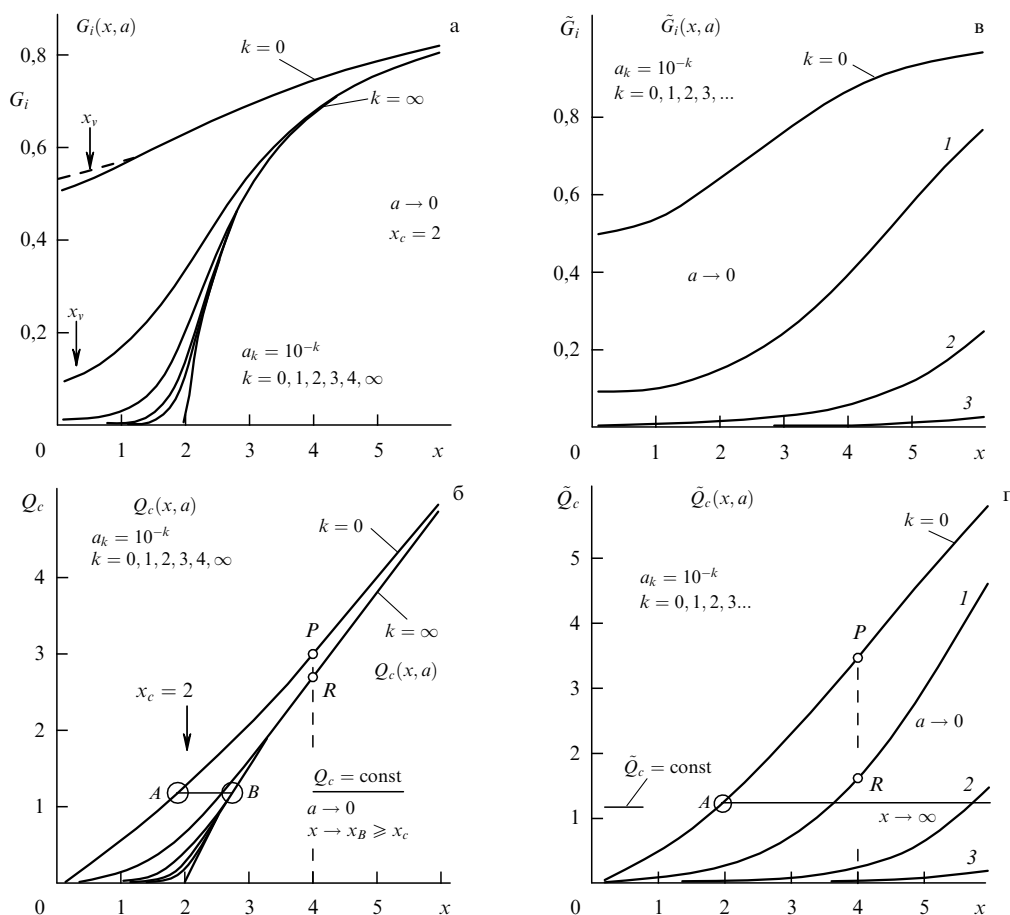 G_i(x, a)
а
0,8
k = 0
G_i
k = ∞
x_v
0,6
a → 0
x_c = 2
0,4
x_v
0,2
a_k = 10^{-k}
k = 0, 1, 2, 3, 4, ∞
0 1 2 3 4 5 x
G̃_i
G̃_i(x, a)
в
a_k = 10^{-k}
k = 0, 1, 2, 3, ...
k = 0
0,8
1
0,6
0,4
a → 0
0,2
2
3
0 1 2 3 4 5 x
Q_c
Q_c(x, a)
б
a_k = 10^{-k}
k = 0, 1, 2, 3, 4, ∞
k = 0
4
P
k = ∞
3
Q_c(x, a)
R
x_c = 2
2
Q_c = const
A
B
1
a → 0
x → x_B ⩾ x_c
0 1 2 3 4 5 x
Q̃_c
Q̃_c(x, a)
г
k = 0
5
a_k = 10^{-k}
k = 0, 1, 2, 3...
1
4
P
3
2
a → 0
Q̃_c = const
R
A
2
x → ∞
1
3
0 1 2 3 4 5 x